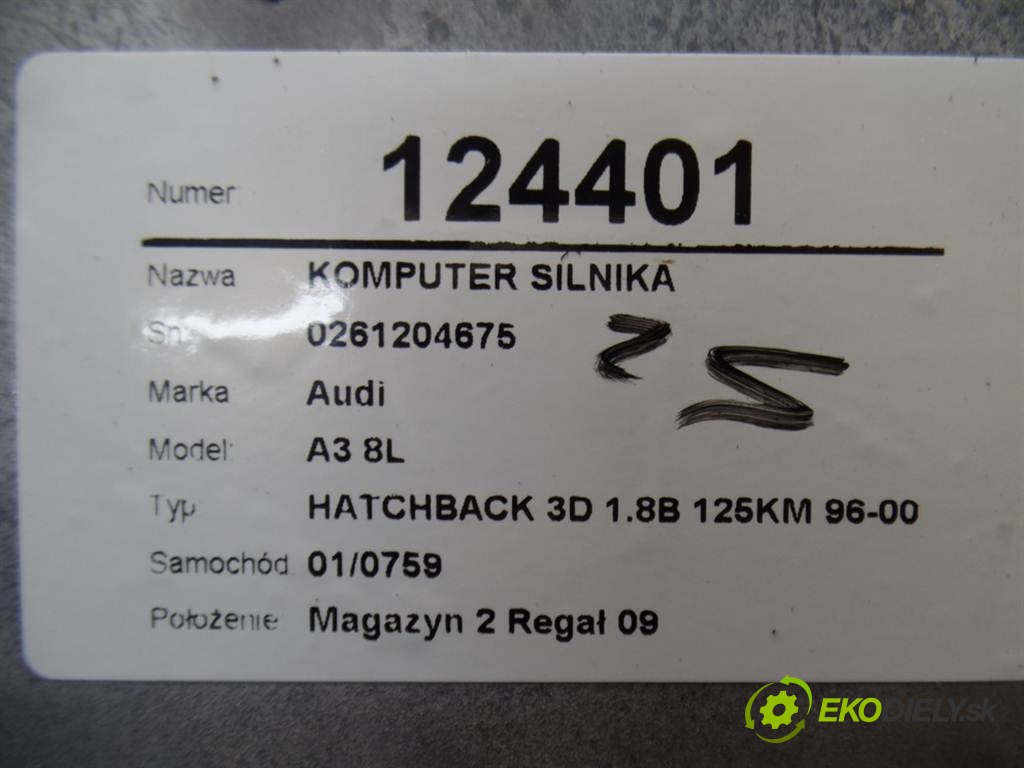 Numer 124401
Nazwa KOMPUTER SILNIKA
Sn 0261204675
Marka Audi
Model: A3 8L
Typ HATCHBACK 3D 1.8B 125KM 96-00
Samochód 01/0759
Położenie Magazyn 2 Regał 09
EKODIELY.sk